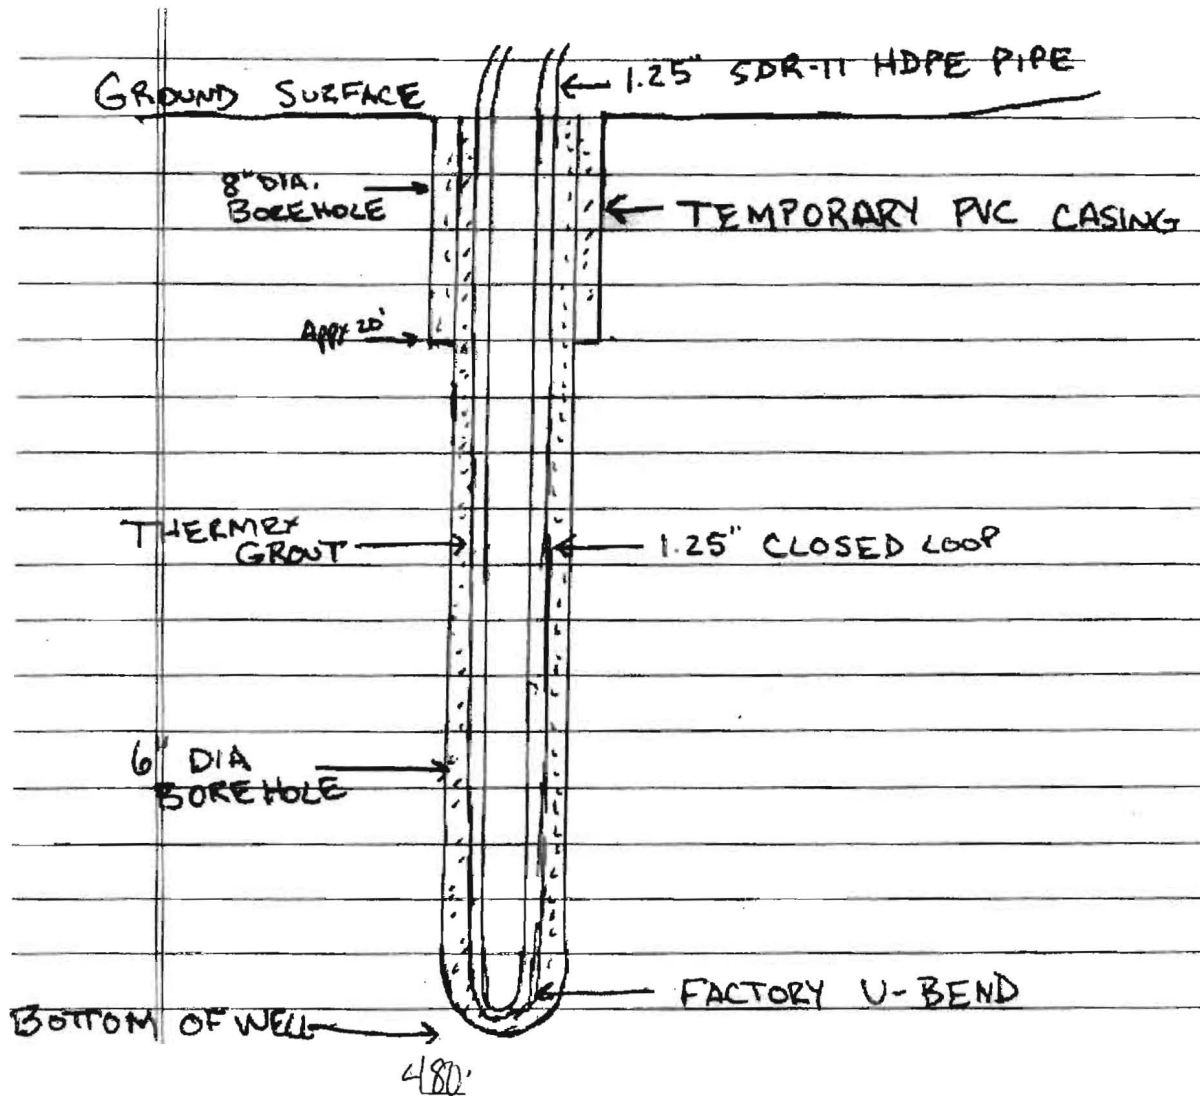 1.25" SDR-11 HDPE PIPE
GROUND SURFACE
8" DIA.
BOREHOLE
TEMPORARY PVC CASING
Appx 20'
THERMEX
GROUT
1.25" CLOSED LOOP
6" DIA
BOREHOLE
FACTORY U-BEND
BOTTOM OF WELL
480'